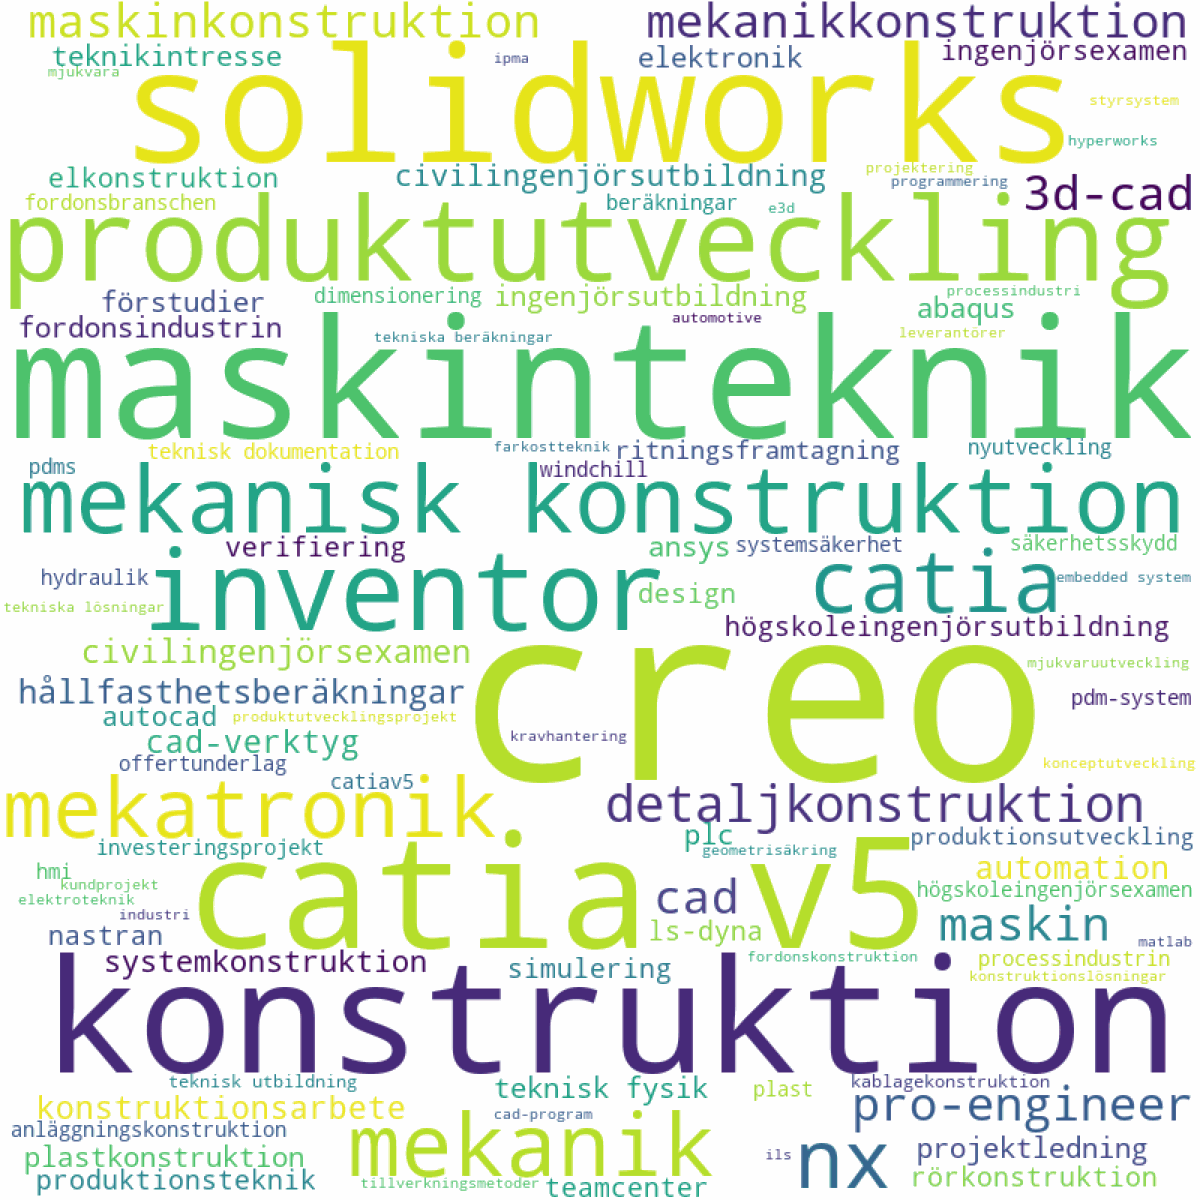 maskinkonstruktion mekanikkonstruktion
teknikintresse ipma elektronik ingenjörsexamen
mjukvara
solidworks
styrsystem
hyperworks
elkonstruktion civilingenjörsutbildning projektering
programmering 3d-cad
fordonsbranschen beräkningar e3d
produktutveckling
förstudier dimensionering ingenjörsutbildning processindustri
abaqus
fordonsindustrin tekniska beräkningar automotive leverantörer
maskinteknik
teknisk dokumentation farkostteknik ritningsframtagning nyutveckling
pdms windchill
mekanisk konstruktion
verifiering ansys systemsäkerhet säkerhetsskydd
hydraulik inventor catia embedded system
tekniska lösningar design
högskoleingenjörsutbildning
civilingenjörsexamen creo mjukvaruutveckling
hållfasthetsberäkningar pdm-system
autocad produktutvecklingsprojekt
cad-verktyg kravhantering
offertunderlag konceptutveckling
catiav5
mekatronik detaljkonstruktion
investeringsprojekt plc produktionsutveckling
geometrisäkring
hmi catia v5 automation
kundprojekt
elektroteknik cad högskoleingenjörsexamen
industri maskin
nastran ls-dyna matlab
systemkonstruktion simulering fordonskonstruktion processindustrin
konstruktionslösningar
konstruktion
teknisk utbildning teknisk fysik plast kablagekonstruktion
konstruktionsarbete cad-program pro-engineer
anläggningskonstruktion mekanik
plastkonstruktion ils nx projektledning
produktionsteknik tillverkningsmetoder teamcenter rörkonstruktion